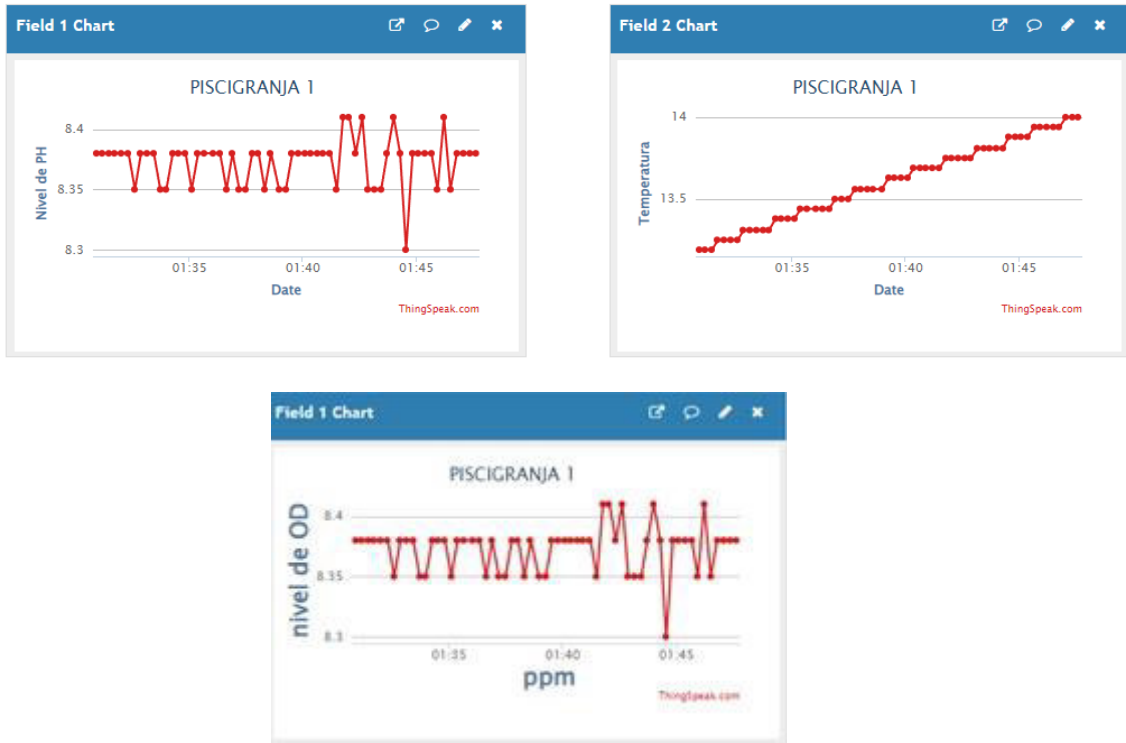 Field 1 Chart
PISCIGRANJA 1
Nivel de PH
8.4
8.35
8.3
01:35 01:40 01:45
Date
ThingSpeak.com
Field 2 Chart
PISCIGRANJA 1
Temperatura
14
13.5
01:35 01:40 01:45
Date
ThingSpeak.com
Field 1 Chart
PISCIGRANJA 1
nivel de OD
8.4
8.35
8.3
01:35 01:40 01:45
ppm
ThingSpeak.com